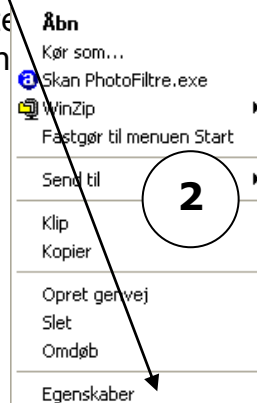 Åbn
Kør som...
Skan PhotoFiltre.exe
WinZip
Fastgør til menuen Start
Send til
2
Klip
Kopier
Opret genvej
Slet
Omdøb
Egenskaber